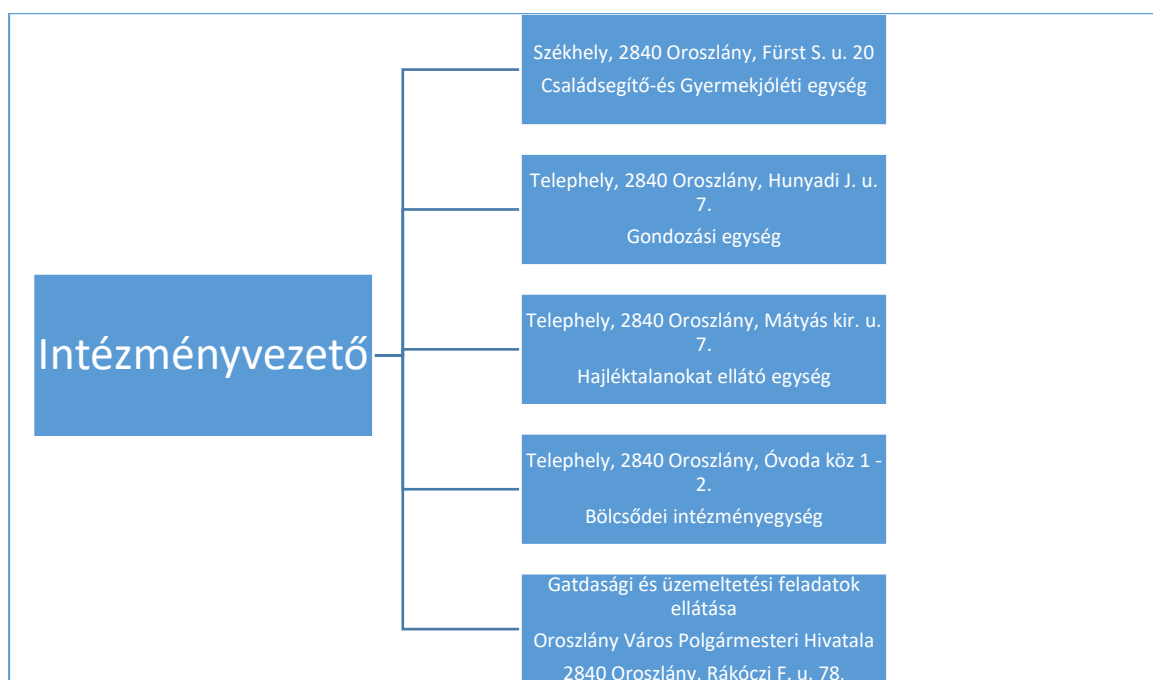 Székhely, 2840 Oroszlány, Fürst S. u. 20
Családsegítő-és Gyermekjóléti egység
Telephely, 2840 Oroszlány, Hunyadi J. u.
7.
Gondozási egység
Telephely, 2840 Oroszlány, Mátyás kir. u.
7.
Hajléktalanokat ellátó egység
Intézményvezető
Telephely, 2840 Oroszlány, Óvoda köz 1 -
2.
Bölcsődei intézményegység
Gatdasági és üzemeltetési feladatok
ellátása
Oroszlány Város Polgármesteri Hivatala
2840 Oroszlány, Rákóczi F. u. 78.